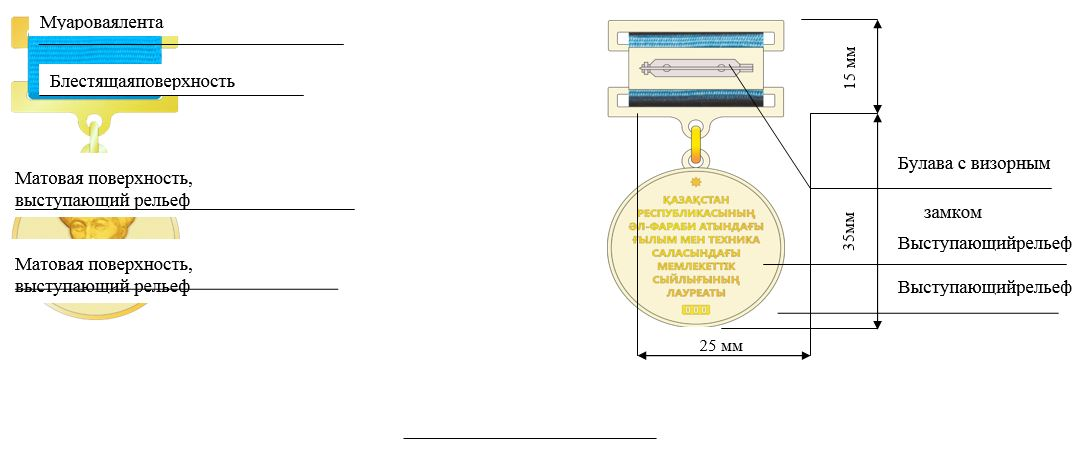 Муароваялента
Блестящаяповерхность
Матовая поверхность,
выступающий рельеф
Матовая поверхность,
выступающий рельеф
15 мм
Булава с визорным
замком
35мм
Выступающийрельеф
Выступающийрельеф
ҚАЗАҚСТАН
РЕСПУБЛИКАСЫНЫҢ
ӘЛ-ФАРАБИ АТЫНДАҒЫ
ҒЫЛЫМ МЕН ТЕХНИКА
САЛАСЫНДАҒЫ
МЕМЛЕКЕТТІК
СЫЙЛЫҒЫНЫҢ
ЛАУРЕАТЫ
000
25 мм